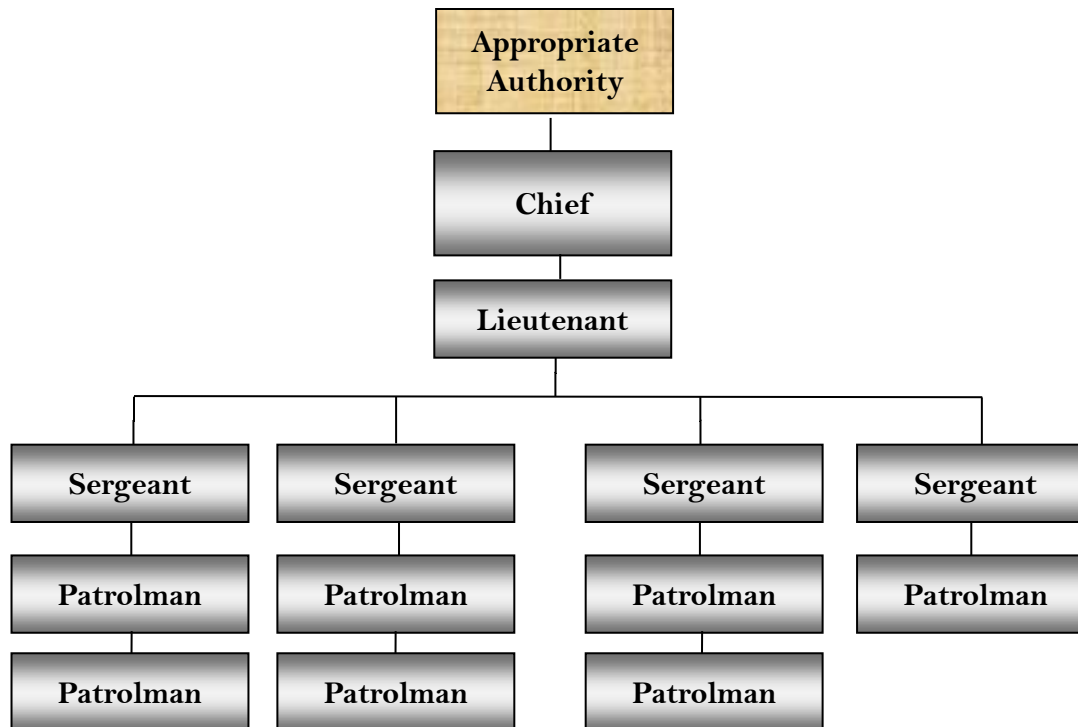 Appropriate
Authority
Chief
Lieutenant
Sergeant Sergeant Sergeant Sergeant
Patrolman Patrolman Patrolman Patrolman
Patrolman Patrolman Patrolman